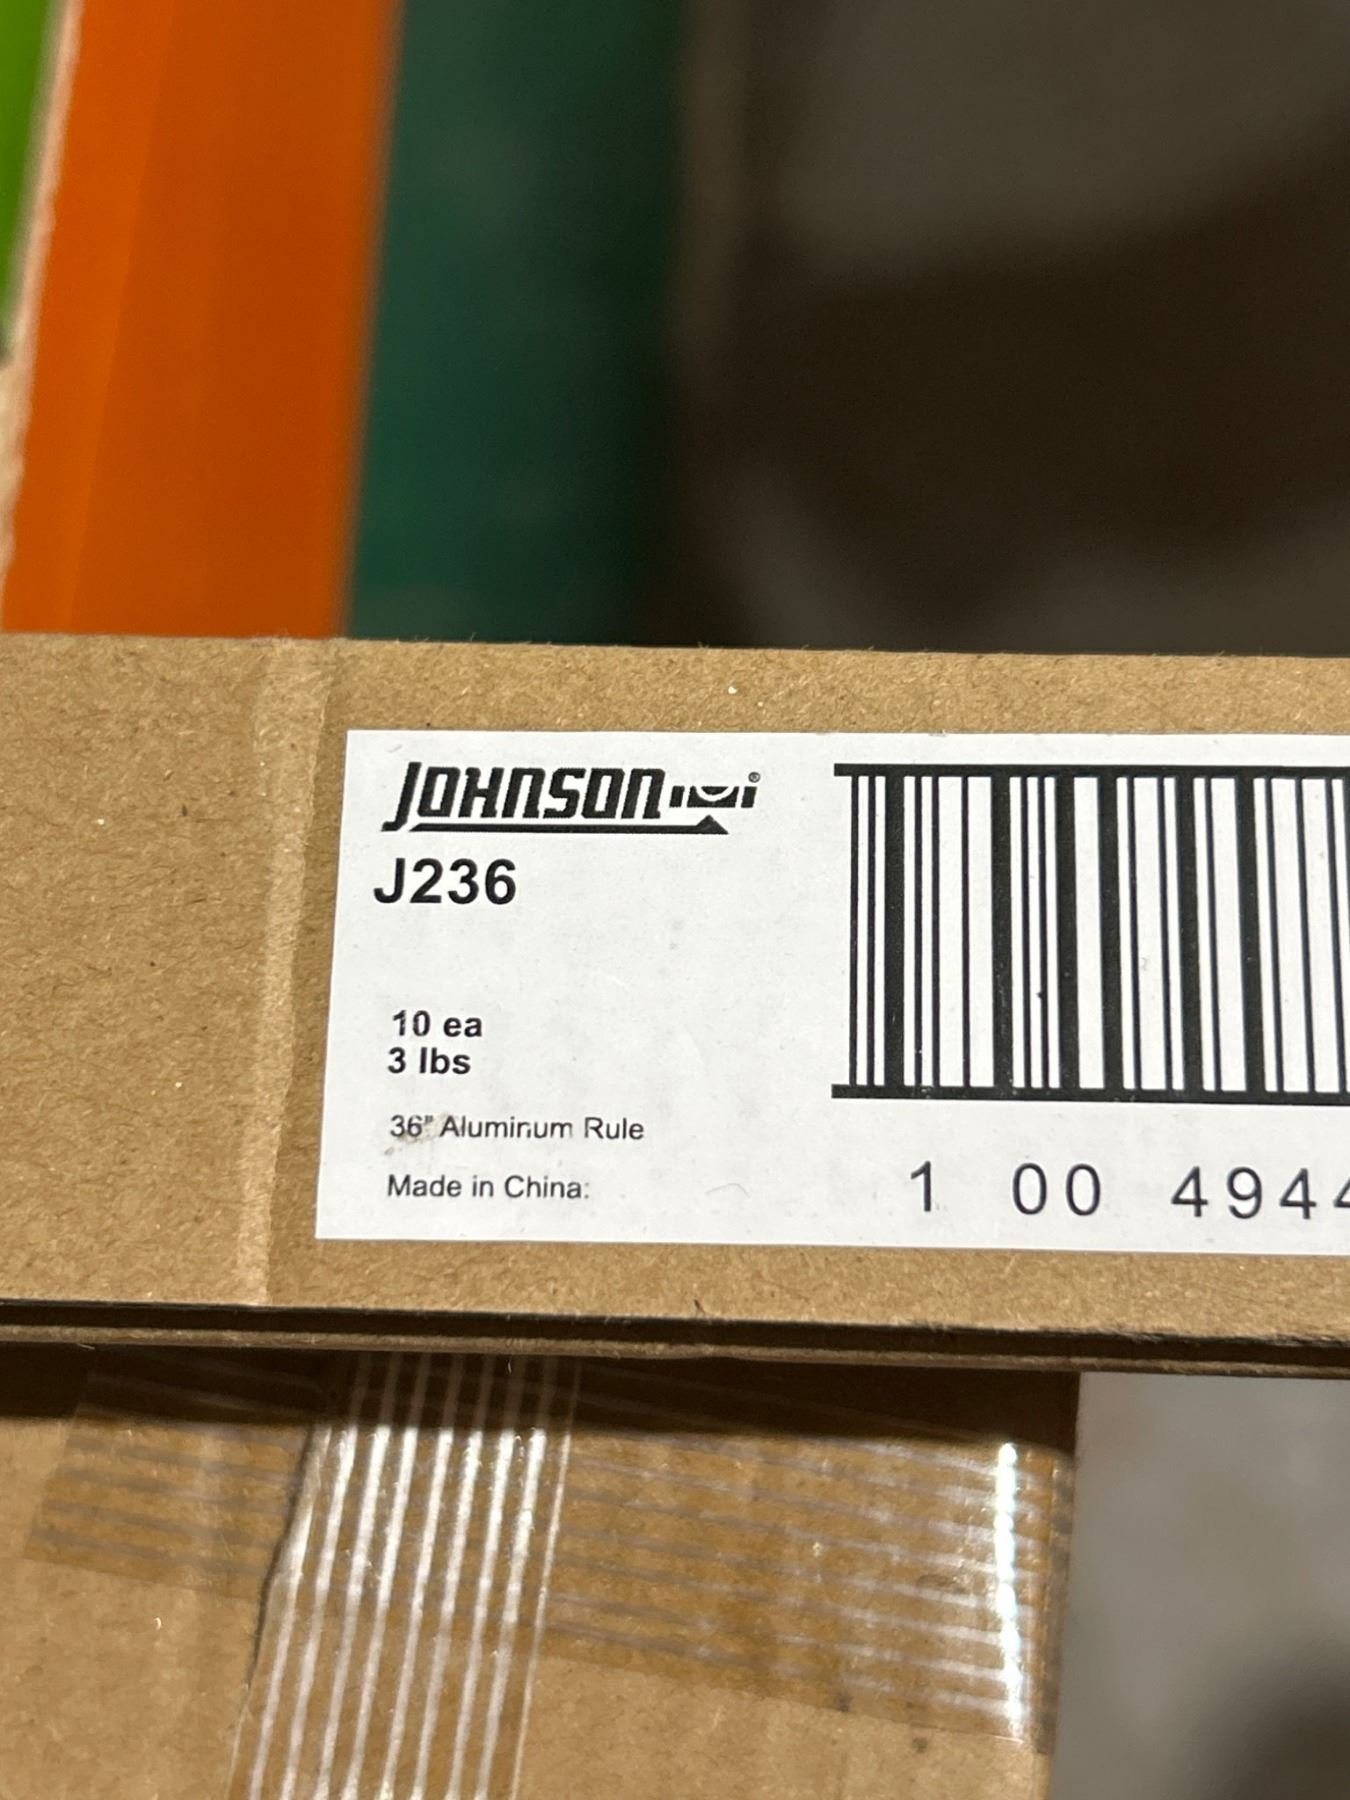 JOHNSON®
J236
10 ea
3 lbs
36" Aluminum Rule
Made in China:
1 00 4944